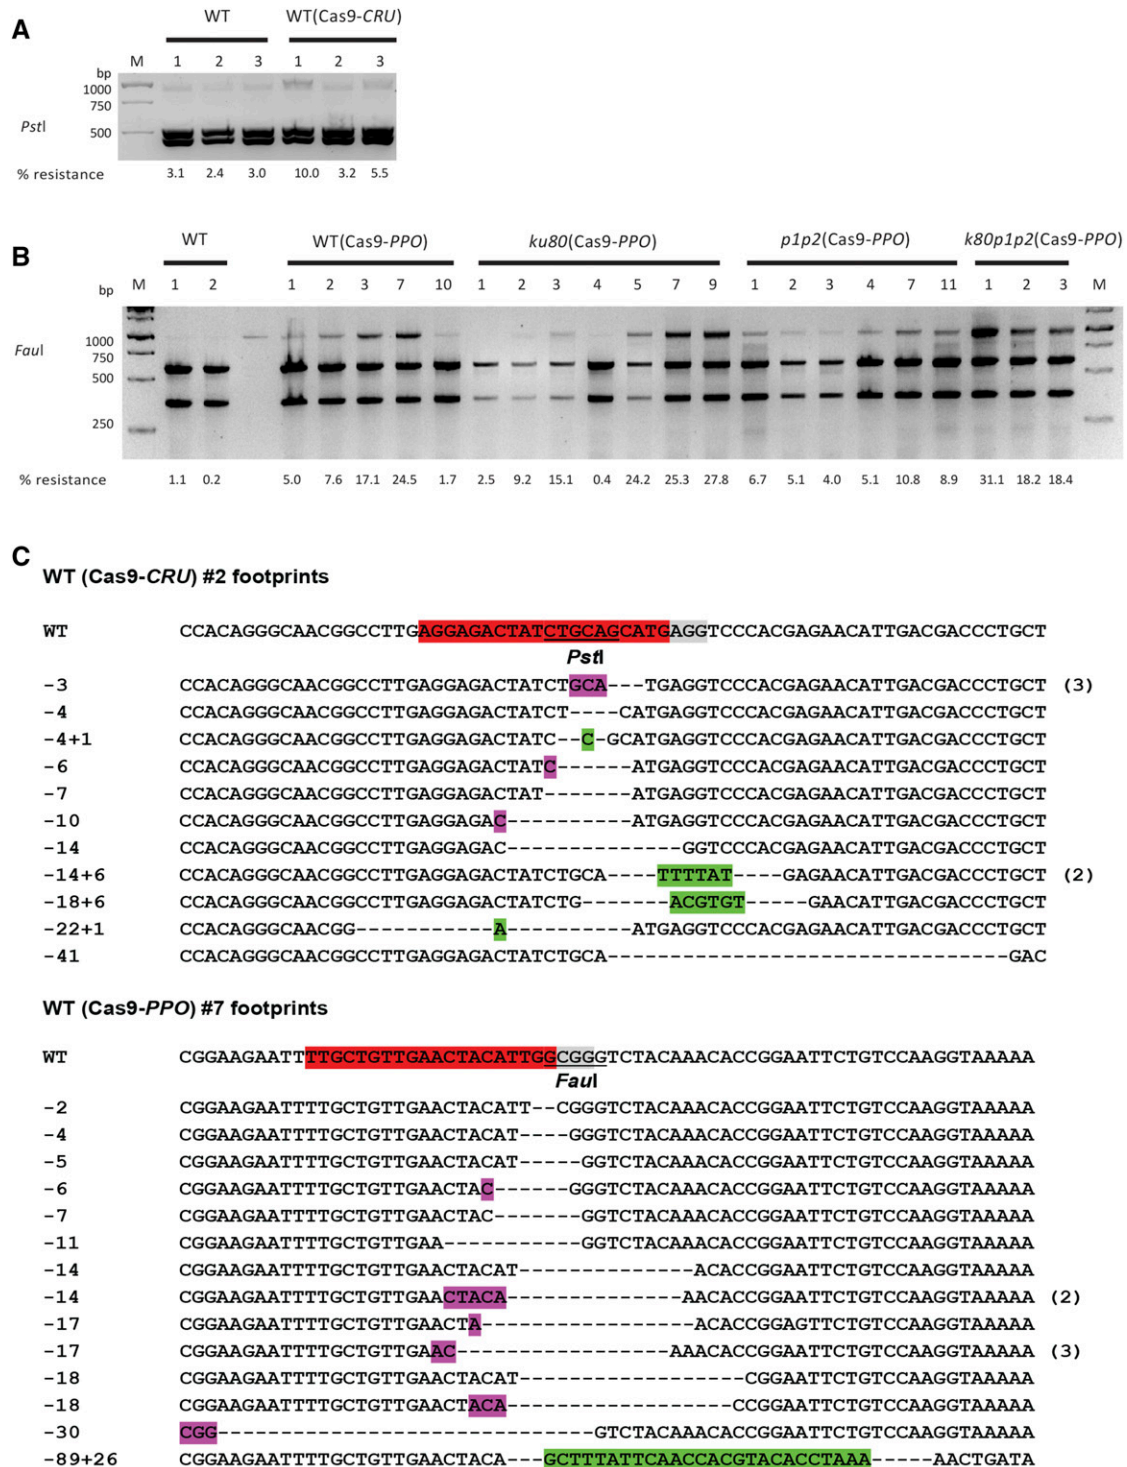 A
WT WT(Cas9-CRU)
M 1 2 3 1 2 3
bp
1000
750
PstI
500
% resistance 3.1 2.4 3.0 10.0 3.2 5.5
B
WT WT(Cas9-PPO) ku80(Cas9-PPO) p1p2(Cas9-PPO) k80p1p2(Cas9-PPO)
bp M 1 2 1 2 3 7 10 1 2 3 4 5 7 9 1 2 3 4 7 11 1 2 3 M
1000
FauI
750
500
250
% resistance 1.1 0.2 5.0 7.6 17.1 24.5 1.7 2.5 9.2 15.1 0.4 24.2 25.3 27.8 6.7 5.1 4.0 5.1 10.8 8.9 31.1 18.2 18.4
C
WT (Cas9-CRU) #2 footprints
WT CCACAGGGCAACGGCCTTGAGGAGACTATCTGCAGCATGAGGTCCCACGAGAACATTGACGACCCTGCT
PstI
-3 CCACAGGGCAACGGCCTTGAGGAGACTATCTGCA---TGAGGTCCCACGAGAACATTGACGACCCTGCT (3)
-4 CCACAGGGCAACGGCCTTGAGGAGACTATCT----CATGAGGTCCCACGAGAACATTGACGACCCTGCT
-4+1 CCACAGGGCAACGGCCTTGAGGAGACTATC--C-GCATGAGGTCCCACGAGAACATTGACGACCCTGCT
-6 CCACAGGGCAACGGCCTTGAGGAGACTATC------ATGAGGTCCCACGAGAACATTGACGACCCTGCT
-7 CCACAGGGCAACGGCCTTGAGGAGACTAT-------ATGAGGTCCCACGAGAACATTGACGACCCTGCT
-10 CCACAGGGCAACGGCCTTGAGGAGAC----------ATGAGGTCCCACGAGAACATTGACGACCCTGCT
-14 CCACAGGGCAACGGCCTTGAGGAGAC--------------GGTCCCACGAGAACATTGACGACCCTGCT
-14+6 CCACAGGGCAACGGCCTTGAGGAGACTATCTGCA----TTTTAT----GAGAACATTGACGACCCTGCT (2)
-18+6 CCACAGGGCAACGGCCTTGAGGAGACTATCTG-------ACGTGT-----GAACATTGACGACCCTGCT
-22+1 CCACAGGGCAACGG-----------A----------ATGAGGTCCCACGAGAACATTGACGACCCTGCT
-41 CCACAGGGCAACGGCCTTGAGGAGACTATCTGCA--------------------------------GAC
WT (Cas9-PPO) #7 footprints
WT CGGAAGAATTTTGCTGTTGAACTACATTGGCGGGTCTACAAACACCGGAATTCTGTCCAAGGTAAAAA
FauI
-2 CGGAAGAATTTTGCTGTTGAACTACATT--CGGGTCTACAAACACCGGAATTCTGTCCAAGGTAAAAA
-4 CGGAAGAATTTTGCTGTTGAACTACAT----GGGTCTACAAACACCGGAATTCTGTCCAAGGTAAAAA
-5 CGGAAGAATTTTGCTGTTGAACTACAT-----GGTCTACAAACACCGGAATTCTGTCCAAGGTAAAAA
-6 CGGAAGAATTTTGCTGTTGAACTAC------GGGTCTACAAACACCGGAATTCTGTCCAAGGTAAAAA
-7 CGGAAGAATTTTGCTGTTGAACTAC-------GGTCTACAAACACCGGAATTCTGTCCAAGGTAAAAA
-11 CGGAAGAATTTTGCTGTTGAA-----------GGTCTACAAACACCGGAATTCTGTCCAAGGTAAAAA
-14 CGGAAGAATTTTGCTGTTGAACTACAT--------------ACACCGGAATTCTGTCCAAGGTAAAAA
-14 CGGAAGAATTTTGCTGTTGAACTACA--------------AACACCGGAATTCTGTCCAAGGTAAAAA (2)
-17 CGGAAGAATTTTGCTGTTGAACTA-----------------ACACCGGAGTTCTGTCCAAGGTAAAAA
-17 CGGAAGAATTTTGCTGTTGAAC-----------------AAACACCGGAATTCTGTCCAAGGTAAAAA (3)
-18 CGGAAGAATTTTGCTGTTGAACTACAT------------------CCGGAATTCTGTCCAAGGTAAAAA
-18 CGGAAGAATTTTGCTGTTGAACTACA------------------CCGGAATTCTGTCCAAGGTAAAAA
-30 CGG------------------------------GTCTACAAACACCGGAATTCTGTCCAAGGTAAAAA
-89+26 CGGAAGAATTTTGCTGTTGAACTACA---GCTTTATTCAACCACGTACACCTAAA-----AACTGATA